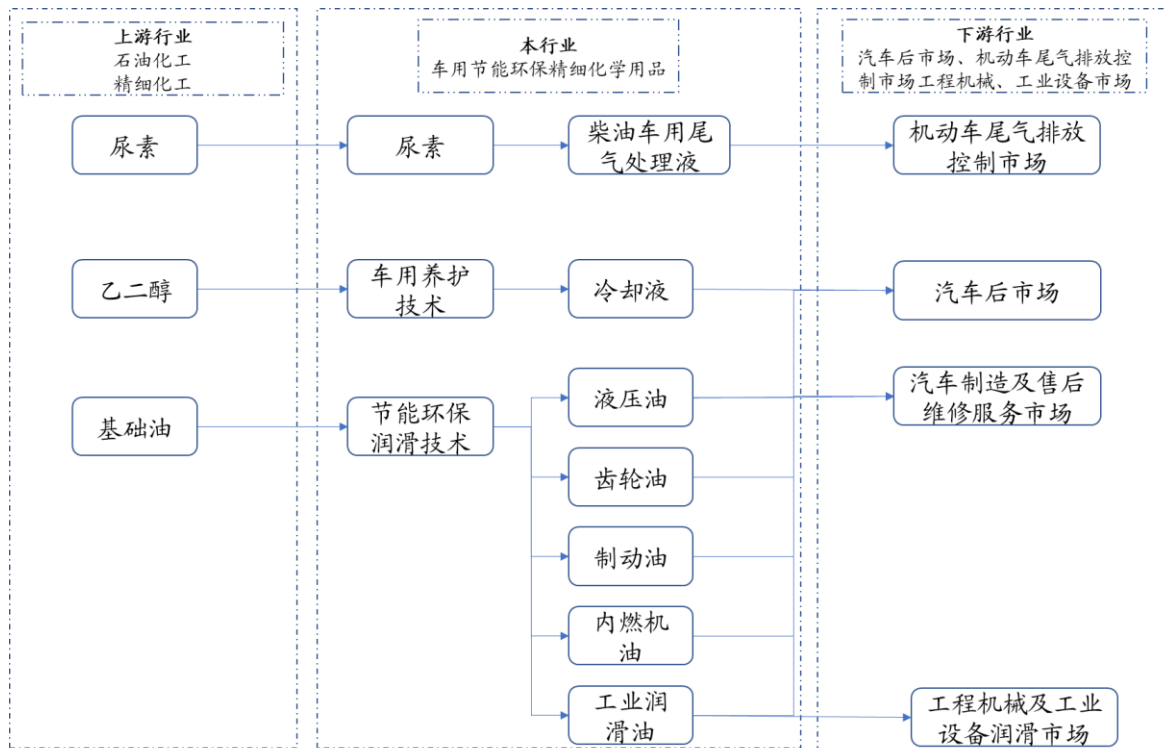 上游行业
石油化工
精细化工
本行业
车用节能环保精细化学用品
下游行业
汽车后市场、机动车尾气排放控
制市场工程机械、工业设备市场
尿素
尿素
柴油车用尾
气处理液
机动车尾气排放
控制市场
乙二醇
车用养护
技术
冷却液
汽车后市场
基础油
节能环保
润滑技术
液压油
汽车制造及售后
维修服务市场
齿轮油
制动油
内燃机
油
工业润
滑油
工程机械及工业
设备润滑市场